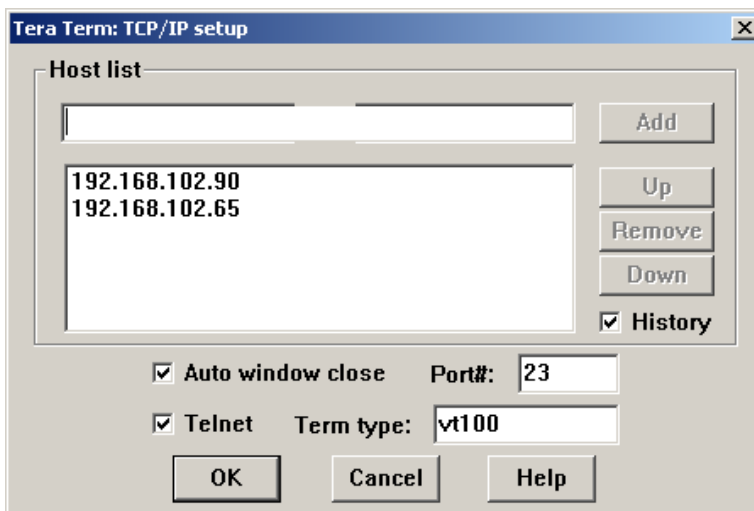 Tera Term: TCP/IP setup
Host list
Add
192.168.102.90
192.168.102.65
Up
Remove
Down
History
Auto window close Port#: 23
Telnet Term type: vt100
OK Cancel Help